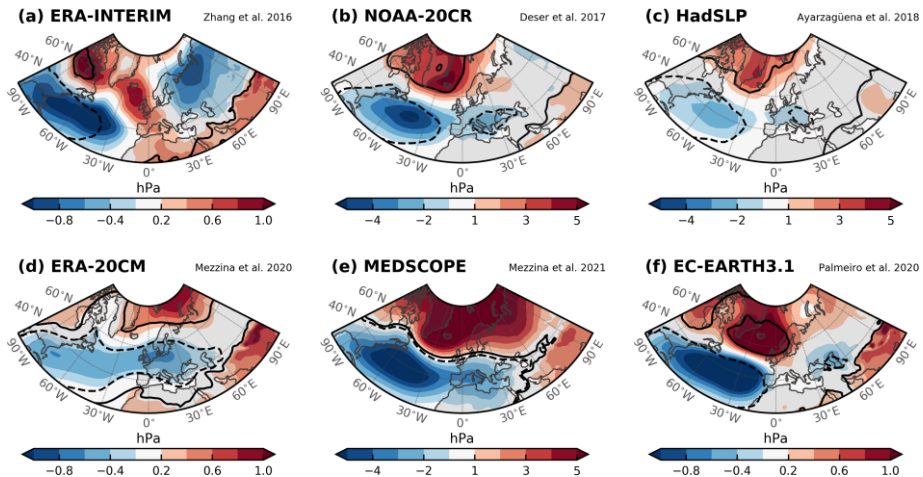 (a) ERA-INTERIM Zhang et al. 2016
60°N
40°N
90°W
60°W
30°W
0°
30°E
60°E
90°E
hPa
−0.8 −0.4 0.2 0.6 1.0
(b) NOAA-20CR Deser et al. 2017
60°N
40°N
90°W
60°W
30°W
0°
30°E
60°E
90°E
hPa
−4 −2 1 3 5
(c) HadSLP Ayarzagüena et al. 2018
60°N
40°N
90°W
60°W
30°W
0°
30°E
60°E
90°E
hPa
−4 −2 1 3 5
(d) ERA-20CM Mezzina et al. 2020
60°N
40°N
90°W
60°W
30°W
0°
30°E
60°E
90°E
hPa
−0.8 −0.4 0.2 0.6 1.0
(e) MEDSCOPE Mezzina et al. 2021
60°N
40°N
90°W
60°W
30°W
0°
30°E
60°E
90°E
hPa
−4 −2 1 3 5
(f) EC-EARTH3.1 Palmeiro et al. 2020
60°N
40°N
90°W
60°W
30°W
0°
30°E
60°E
90°E
hPa
−0.8 −0.4 0.2 0.6 1.0